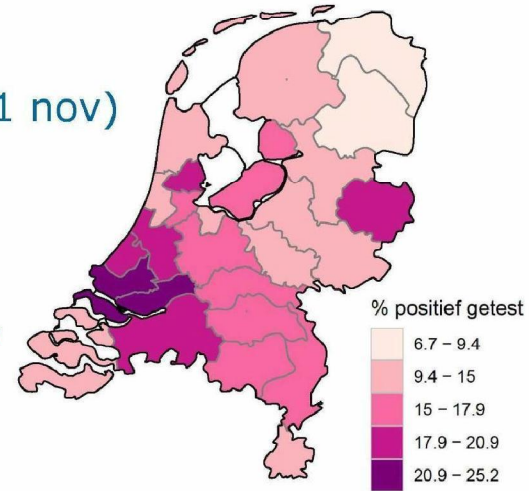 1 nov)
% positief getest
6.7 – 9.4
9.4 – 15
15 – 17.9
17.9 – 20.9
20.9 – 25.2